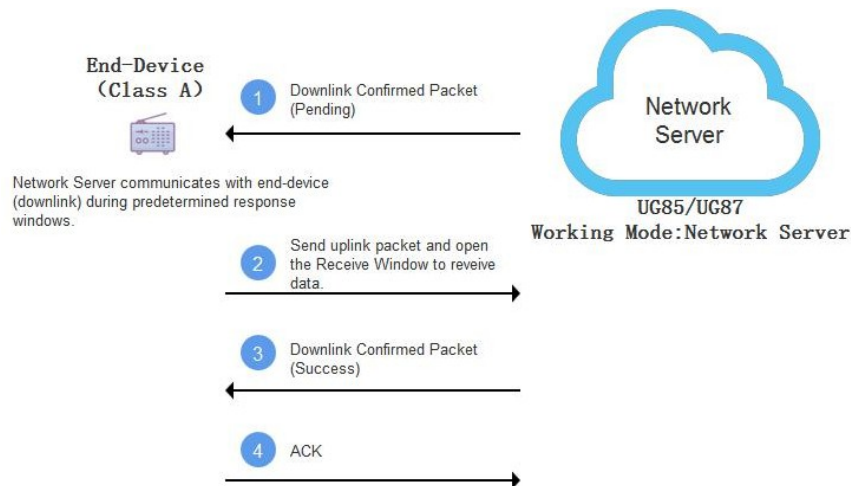 End-Device
(Class A)
1
Downlink Confirmed Packet
(Pending)
Network
Server
Network Server communicates with end-device
(downlink) during predetermined response
windows.
UG85/UG87
Working Mode:Network Server
2
Send uplink packet and open
the Receive Window to reveive
data.
3
Downlink Confirmed Packet
(Success)
4
ACK